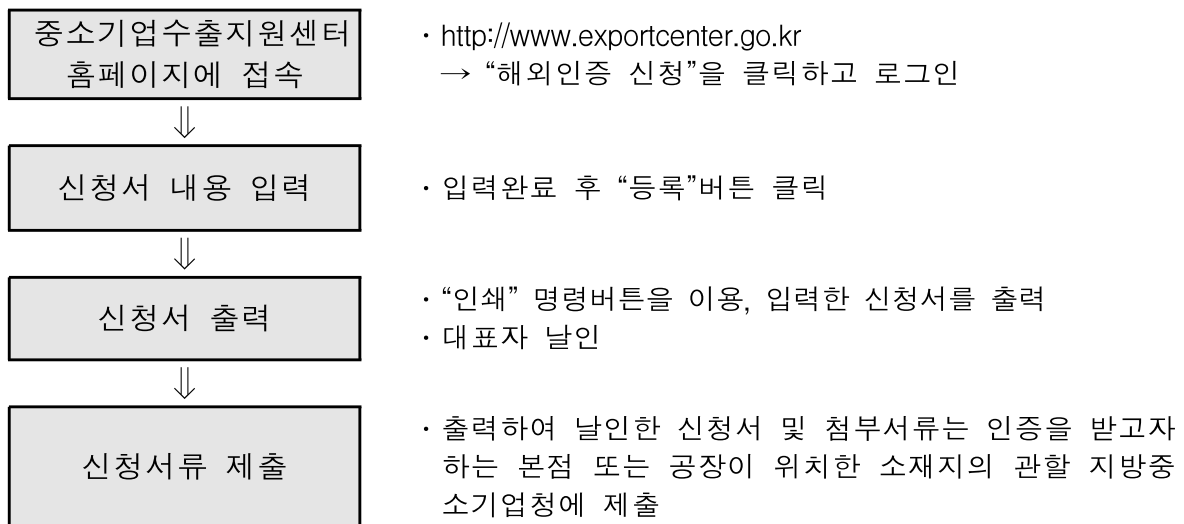 중소기업수출지원센터
홈페이지에 접속
· http://www.exportcenter.go.kr
→ “해외인증 신청”을 클릭하고 로그인
⇓
신청서 내용 입력
· 입력완료 후 “등록”버튼 클릭
⇓
신청서 출력
· “인쇄” 명령버튼을 이용, 입력한 신청서를 출력
· 대표자 날인
⇓
신청서류 제출
· 출력하여 날인한 신청서 및 첨부서류는 인증을 받고자
하는 본점 또는 공장이 위치한 소재지의 관할 지방중
소기업청에 제출